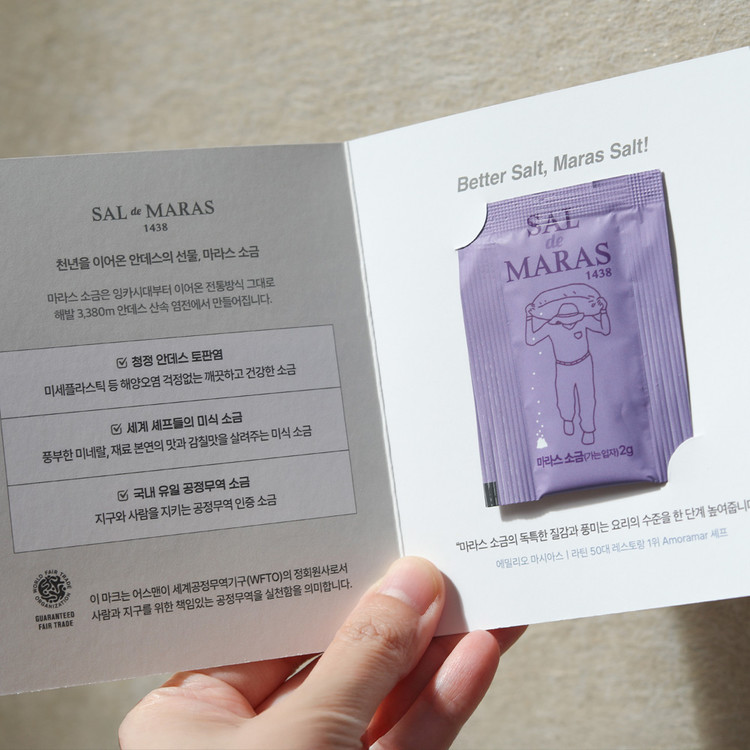 SAL de MARAS
1438
천년을 이어온 안데스의 선물, 마라스 소금
마라스 소금은 잉카시대부터 이어온 전통방식 그대로
해발 3,380m 안데스 산속 염전에서 만들어집니다.
청정 안데스 토판염
미세플라스틱 등 해양오염 걱정없는 깨끗하고 건강한 소금
세계 셰프들의 미식 소금
풍부한 미네랄, 재료 본연의 맛과 감칠맛을 살려주는 미식 소금
국내 유일 공정무역 소금
지구와 사람을 지키는 공정무역 인증 소금
WORLD FAIR TRADE ORGANIZATION
GUARANTEED
FAIR TRADE
이 마크는 어스맨이 세계공정무역기구(WFTO)의 정회원사로서
사람과 지구를 위한 책임있는 공정무역을 실천함을 의미합니다.
Better Salt, Maras Salt!
SAL
de
MARAS
1438
마라스 소금(가는 입자) 2g
"마라스 소금의 독특한 질감과 풍미는 요리의 수준을 한 단계 높여줍니다
에밀리오 마시아스 | 라틴 50대 레스토랑 1위 Amoramar 셰프